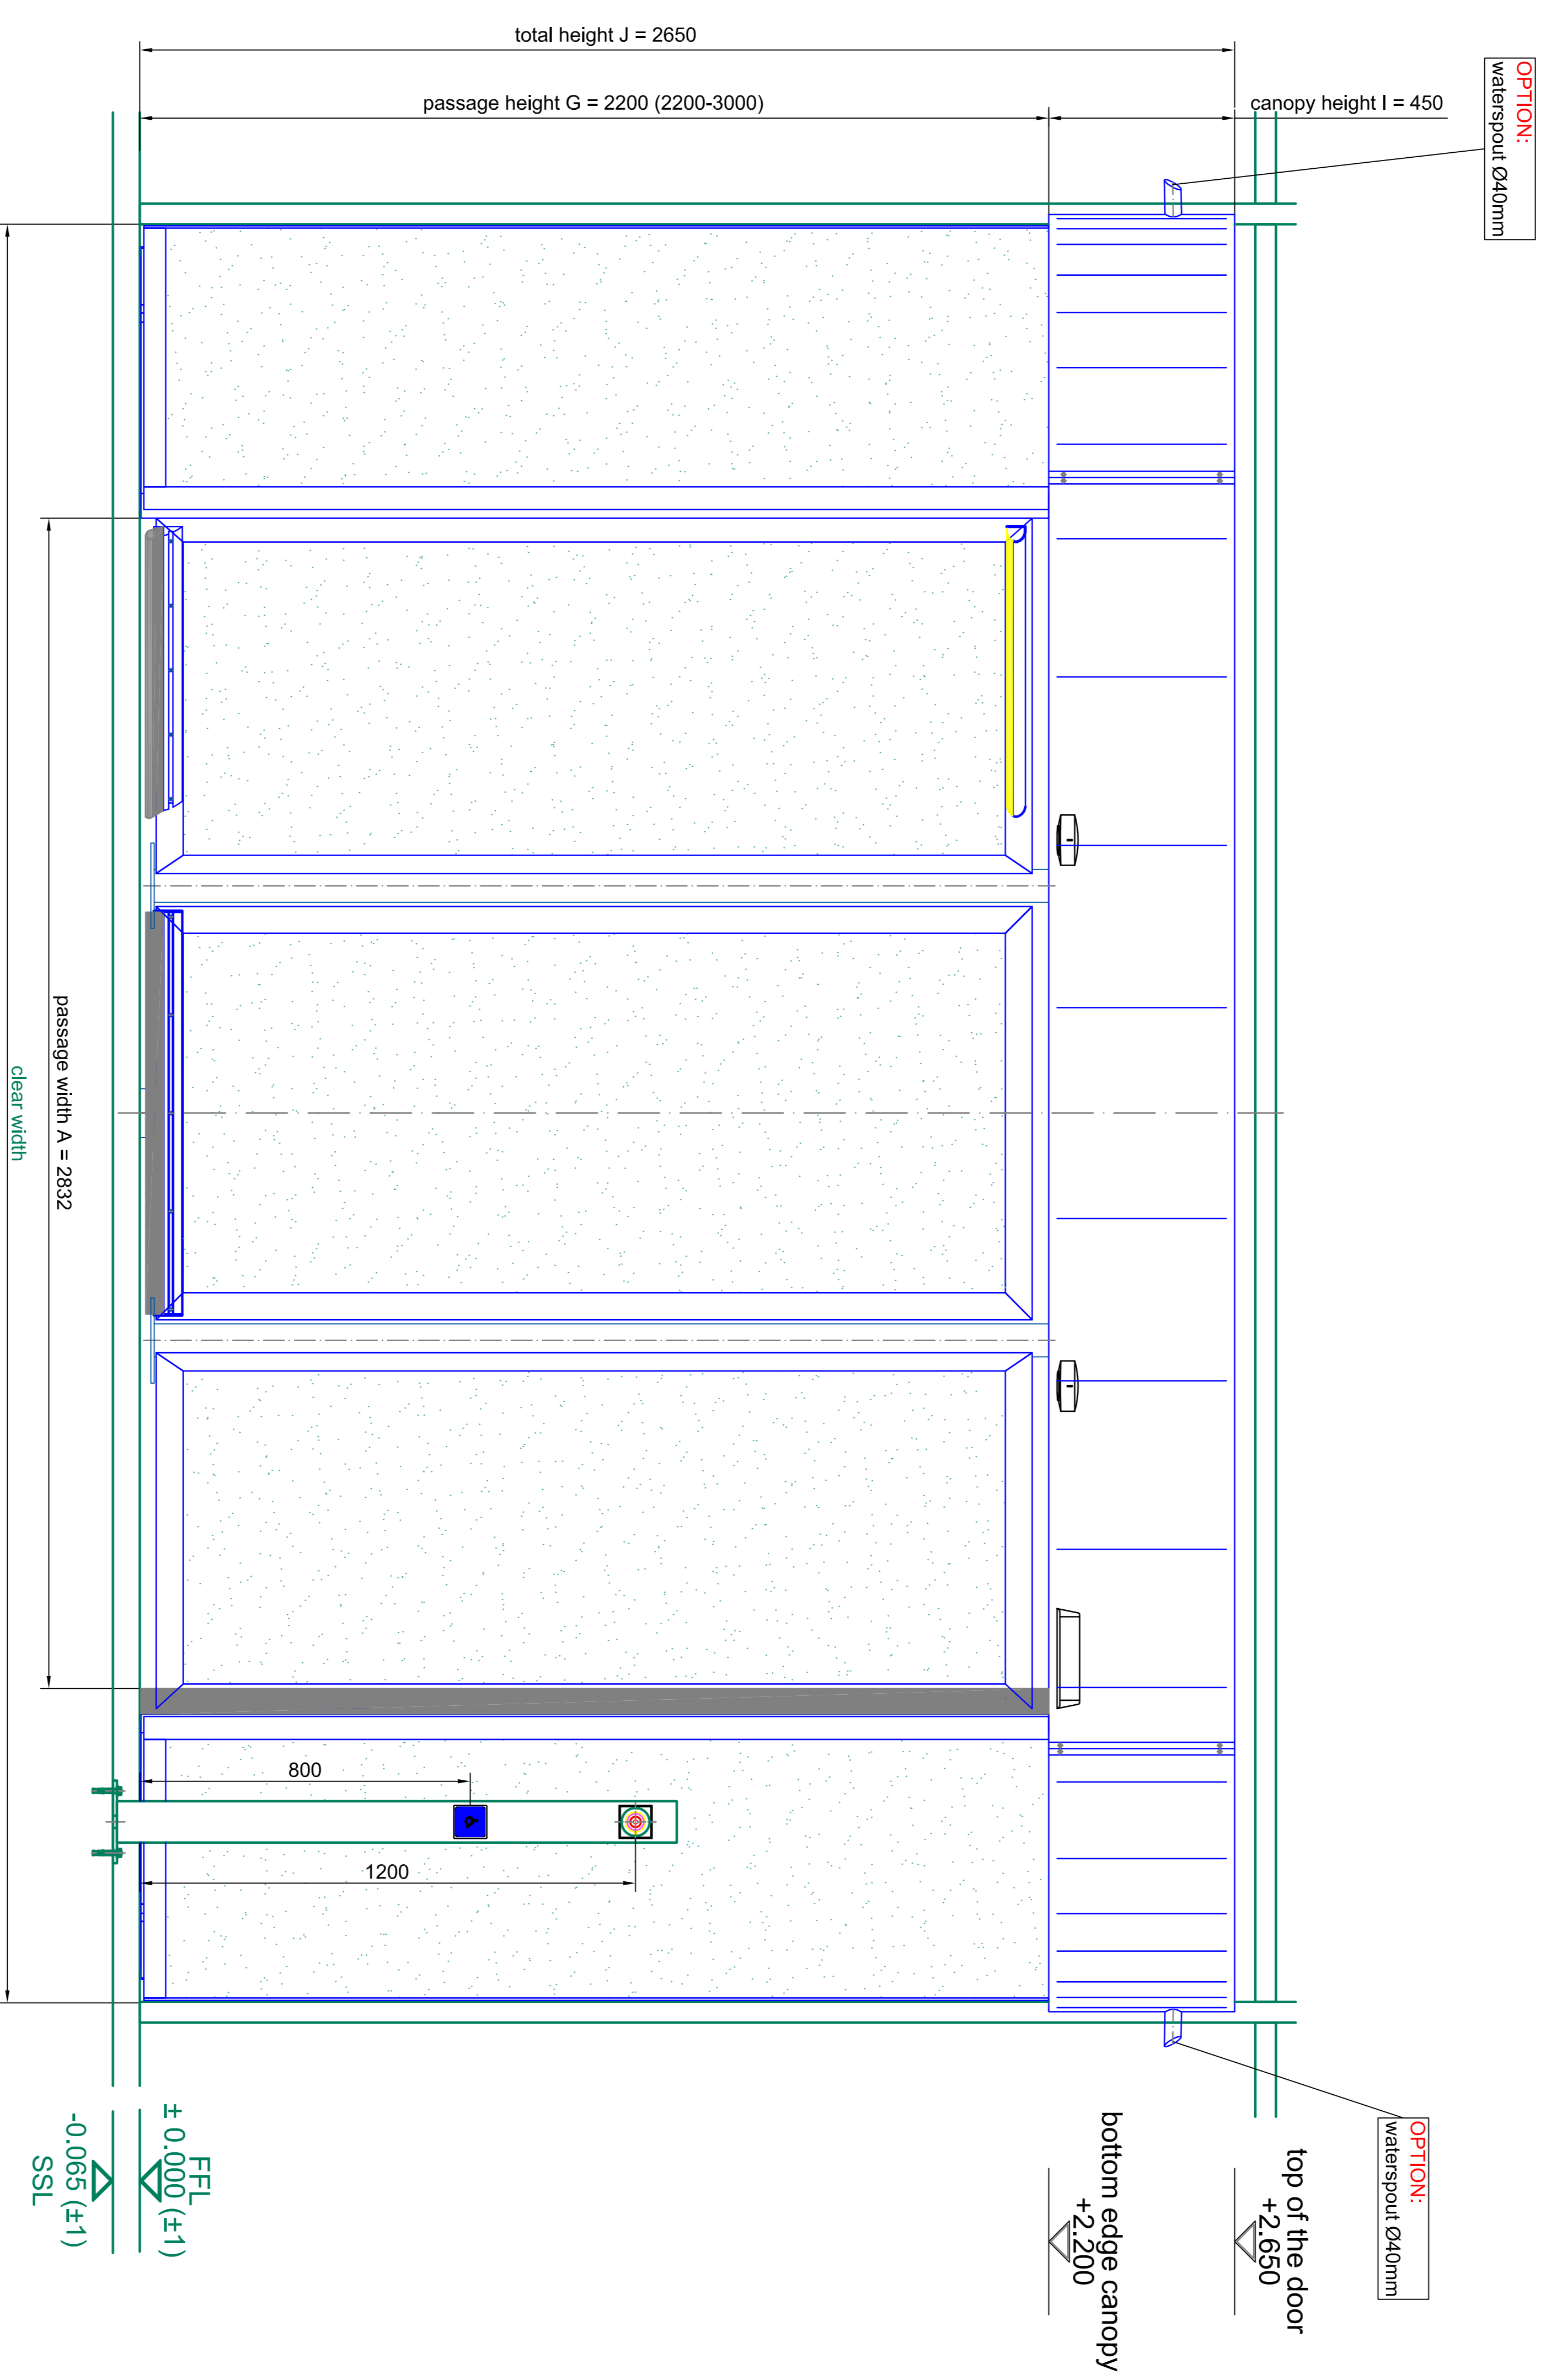 total height J = 2650
passage height G = 2200 (2200-3000)
canopy height I = 450
OPTION:
waterspout Ø40mm
passage width A = 2832
clear width
800
1200
OPTION:
waterspout Ø40mm
top of the door
+2.650
bottom edge canopy
+2.200
FFL
± 0.000 (±1)
-0.065 (±1)
SSL